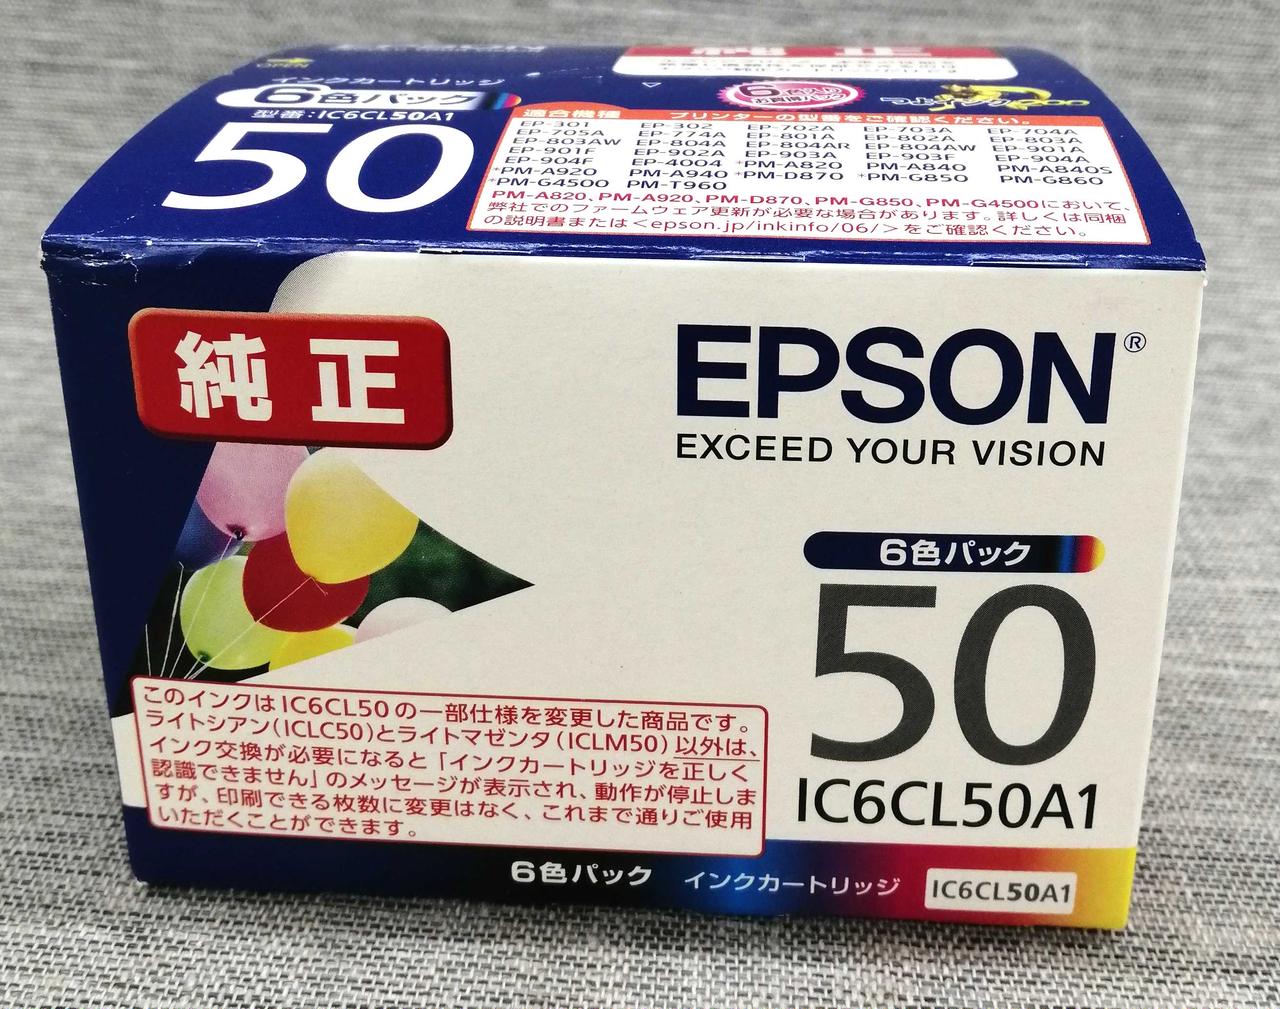 OPEN
純正
インクカートリッジ
6色パック
型番:IC6CL50A1
50
6色入り
お買得パック
適合機種
プリンターの型番をご確認ください。
EP-301 EP-302 EP-702A EP-703A EP-704A
EP-705A EP-774A EP-801A EP-802A EP-803A
EP-803AW EP-804A EP-804AR EP-804AW EP-901A
EP-901F EP-902A EP-903A EP-903F EP-904A
EP-904F EP-4004 *PM-A820 PM-A840 PM-A840S
*PM-A920 PM-A940 *PM-D870 *PM-G850 PM-G860
*PM-G4500 PM-T960
PM-A820、PM-A920、PM-D870、PM-G850、PM-G4500において、
弊社でのファームウェア更新が必要な場合があります。詳しくは同梱
の説明書または<epson.jp/inkinfo/06/>をご確認ください。
純正
EPSON®
EXCEED YOUR VISION
6色パック
50
IC6CL50A1
このインクはIC6CL50の一部仕様を変更した商品です。
ライトシアン(ICLC50)とライトマゼンタ(ICLM50)以外は、
インク交換が必要になると「インクカートリッジを正しく
認識できません」のメッセージが表示され、動作が停止しま
すが、印刷できる枚数に変更はなく、これまで通りご使用
いただくことができます。
6色パック インクカートリッジ IC6CL50A1